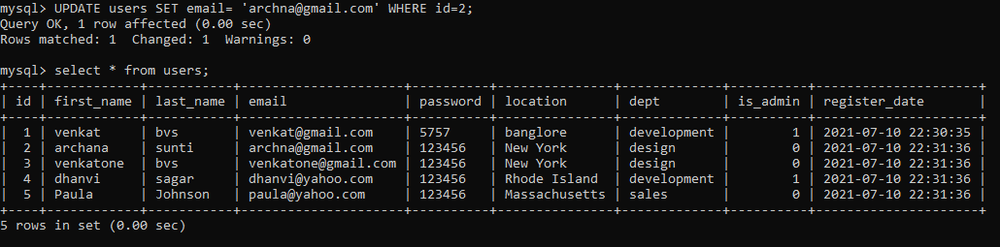 mysql> UPDATE users SET email= 'archna@gmail.com' WHERE id=2;
Query OK, 1 row affected (0.00 sec)
Rows matched: 1  Changed: 1  Warnings: 0

mysql> select * from users;
+----+------------+-----------+---------------------+----------+---------------+-------------+----------+---------------------+
| id | first_name | last_name | email               | password | location      | dept        | is_admin | register_date       |
+----+------------+-----------+---------------------+----------+---------------+-------------+----------+---------------------+
|  1 | venkat     | bvs       | venkat@gmail.com    | 5757     | banglore      | development |        1 | 2021-07-10 22:30:35 |
|  2 | archana    | sunti     | archna@gmail.com    | 123456   | New York      | design      |        0 | 2021-07-10 22:31:36 |
|  3 | venkatone  | bvs       | venkatone@gmail.com | 123456   | New York      | design      |        0 | 2021-07-10 22:31:36 |
|  4 | dhanvi     | sagar     | dhanvi@yahoo.com    | 123456   | Rhode Island  | development |        1 | 2021-07-10 22:31:36 |
|  5 | Paula      | Johnson   | paula@yahoo.com     | 123456   | Massachusetts | sales       |        0 | 2021-07-10 22:31:36 |
+----+------------+-----------+---------------------+----------+---------------+-------------+----------+---------------------+
5 rows in set (0.00 sec)